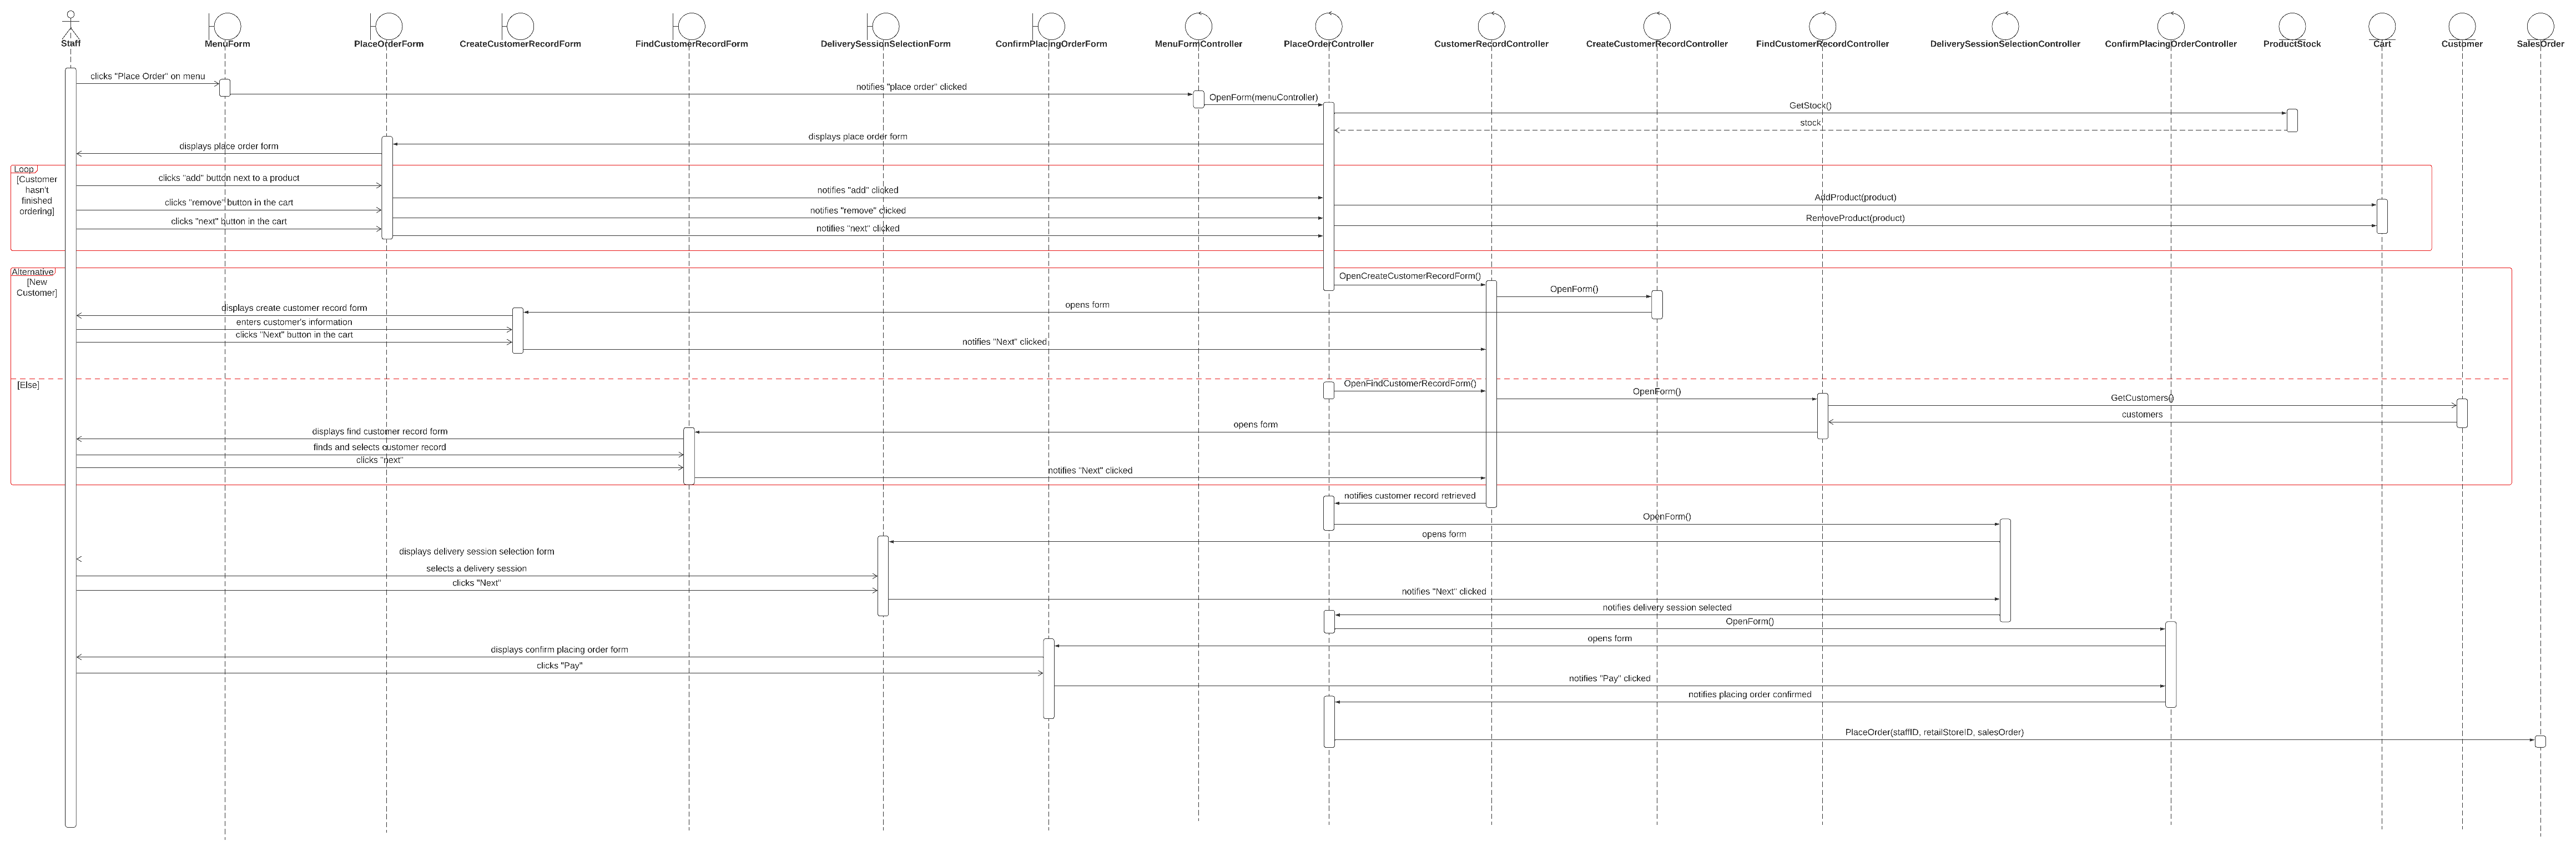 Staff
MenuForm
PlaceOrderForm
CreateCustomerRecordForm
FindCustomerRecordForm
DeliverySessionSelectionForm
ConfirmPlacingOrderForm
MenuFormController
PlaceOrderController
CustomerRecordController
CreateCustomerRecordController
FindCustomerRecordController
DeliverySessionSelectionController
ConfirmPlacingOrderController
ProductStock
Cart
Customer
SalesOrder
clicks "Place Order" on menu
notifies "place order" clicked
OpenForm(menuController)
GetStock()
stock
displays place order form
displays place order form
Loop
[Customer
hasn't
finished
ordering]
clicks "add" button next to a product
notifies "add" clicked
AddProduct(product)
clicks "remove" button in the cart
notifies "remove" clicked
RemoveProduct(product)
clicks "next" button in the cart
notifies "next" clicked
Alternative
[New
Customer]
OpenCreateCustomerRecordForm()
OpenForm()
opens form
displays create customer record form
enters customer's information
clicks "Next" button in the cart
notifies "Next" clicked
[Else]
OpenFindCustomerRecordForm()
OpenForm()
GetCustomers()
customers
opens form
displays find customer record form
finds and selects customer record
clicks "next"
notifies "Next" clicked
notifies customer record retrieved
OpenForm()
opens form
displays delivery session selection form
selects a delivery session
clicks "Next"
notifies "Next" clicked
notifies delivery session selected
OpenForm()
opens form
displays confirm placing order form
clicks "Pay"
notifies "Pay" clicked
notifies placing order confirmed
PlaceOrder(staffID, retailStoreID, salesOrder)